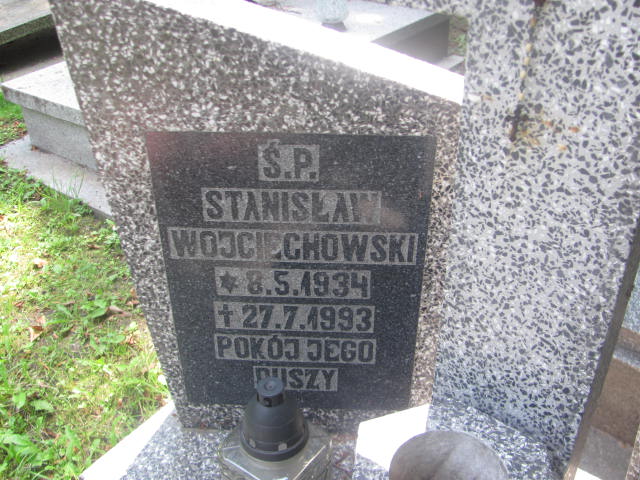 Ś.P.
STANISŁAW
WOJCIECHOWSKI
✶ 8.5.1934
✝ 27.7.1993
POKÓJ JEGO
DUSZY